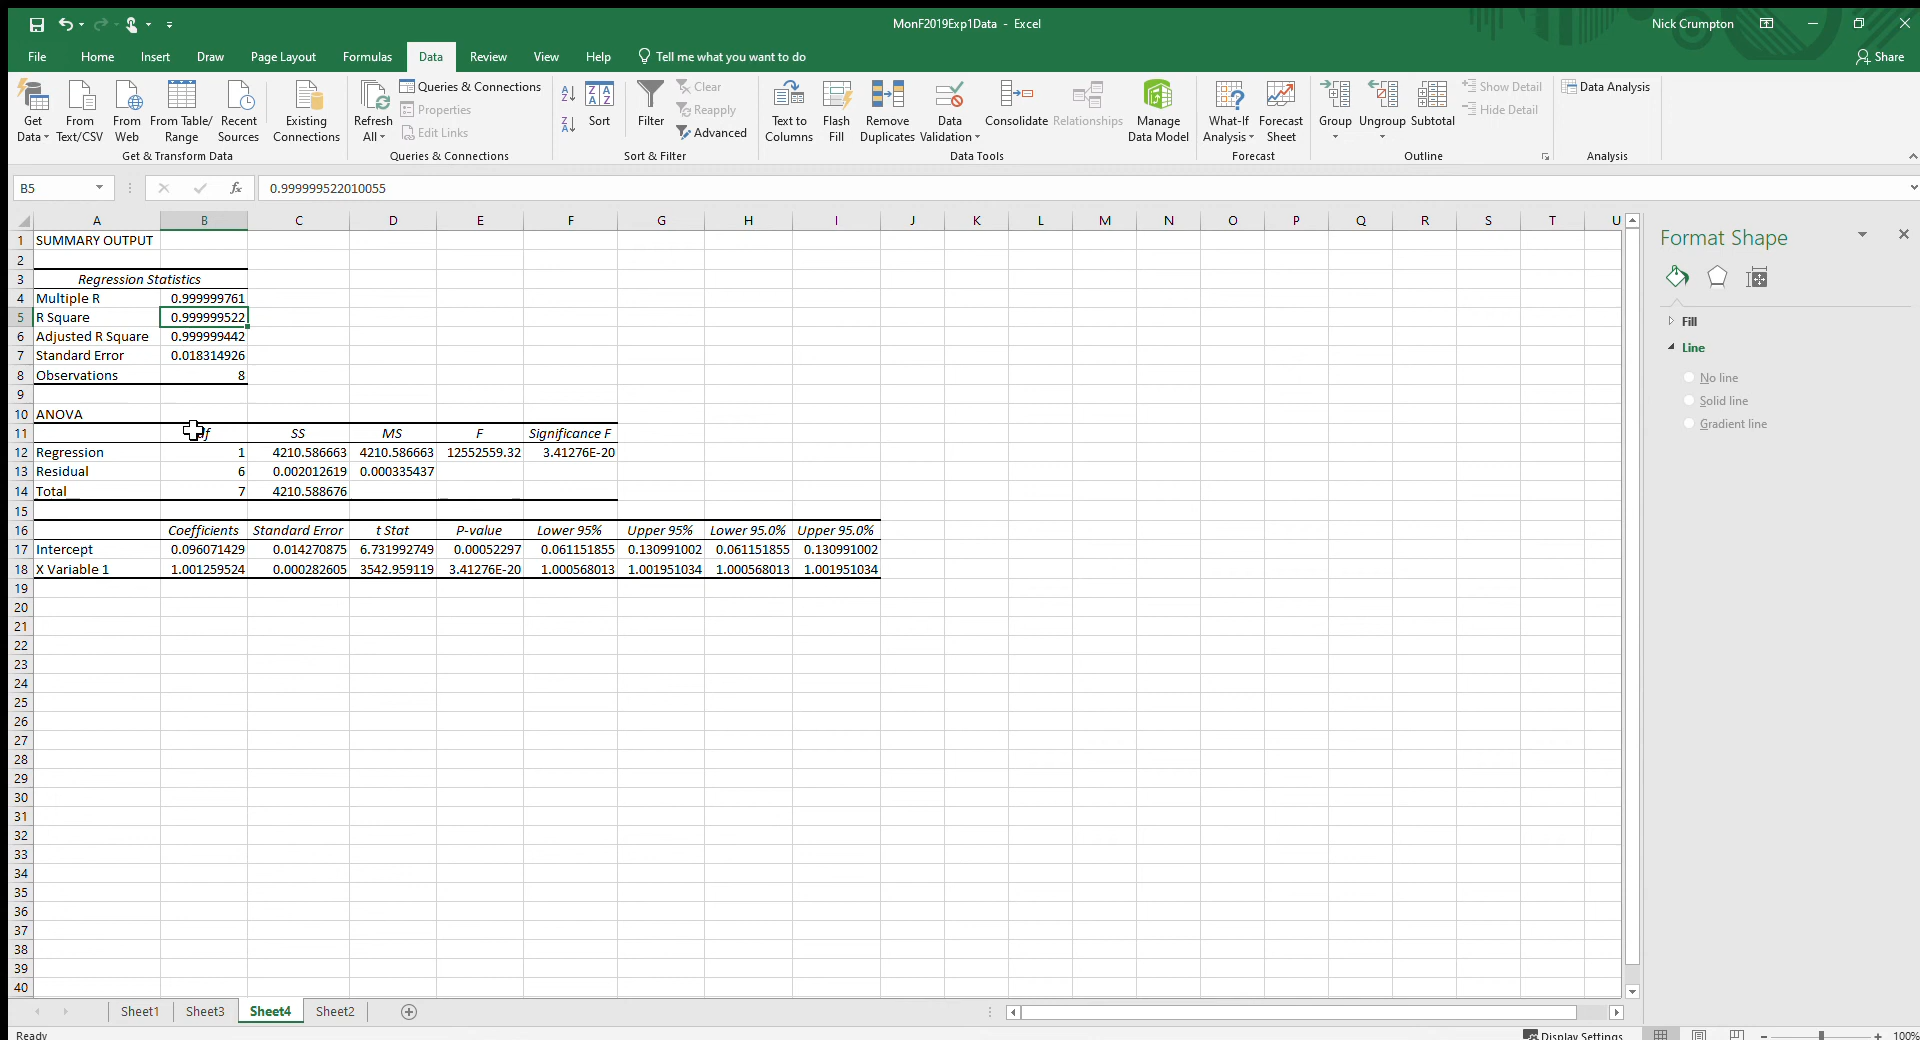 MonF2019Exp1Data - Excel
Nick Crumpton
File Home Insert Draw Page Layout Formulas Data Review View Help Tell me what you want to do
Share
Get Data
From Text/CSV
From Web
From Table/ Range
Recent Sources
Existing Connections
Get & Transform Data
Refresh All
Queries & Connections
Properties
Edit Links
Queries & Connections
Sort
Filter
Clear
Reapply
Advanced
Sort & Filter
Text to Columns
Flash Fill
Remove Duplicates
Data Validation
Consolidate
Relationships
Manage Data Model
Data Tools
What-If Analysis
Forecast Sheet
Forecast
Group
Ungroup
Subtotal
Show Detail
Hide Detail
Outline
Data Analysis
Analysis
B5 fx 0.999999522010055
A B C D E F G H I J K L M N O P Q R S T U
1 SUMMARY OUTPUT
2
3 Regression Statistics
4 Multiple R 0.999999761
5 R Square 0.999999522
6 Adjusted R Square 0.999999442
7 Standard Error 0.018314926
8 Observations 8
9
10 ANOVA
11 SS MS F Significance F
12 Regression 1 4210.586663 4210.586663 12552559.32 3.41276E-20
13 Residual 6 0.002012619 0.000335437
14 Total 7 4210.588676
15
16 Coefficients Standard Error t Stat P-value Lower 95% Upper 95% Lower 95.0% Upper 95.0%
17 Intercept 0.096071429 0.014270875 6.731992749 0.00052297 0.061151855 0.130991002 0.061151855 0.130991002
18 X Variable 1 1.001259524 0.000282605 3542.959119 3.41276E-20 1.000568013 1.001951034 1.000568013 1.001951034
19
20
21
22
23
24
25
26
27
28
29
30
31
32
33
34
35
36
37
38
39
40
Format Shape
Fill
Line
No line
Solid line
Gradient line
Sheet1 Sheet3 Sheet4 Sheet2
Ready
Display Settings
100%